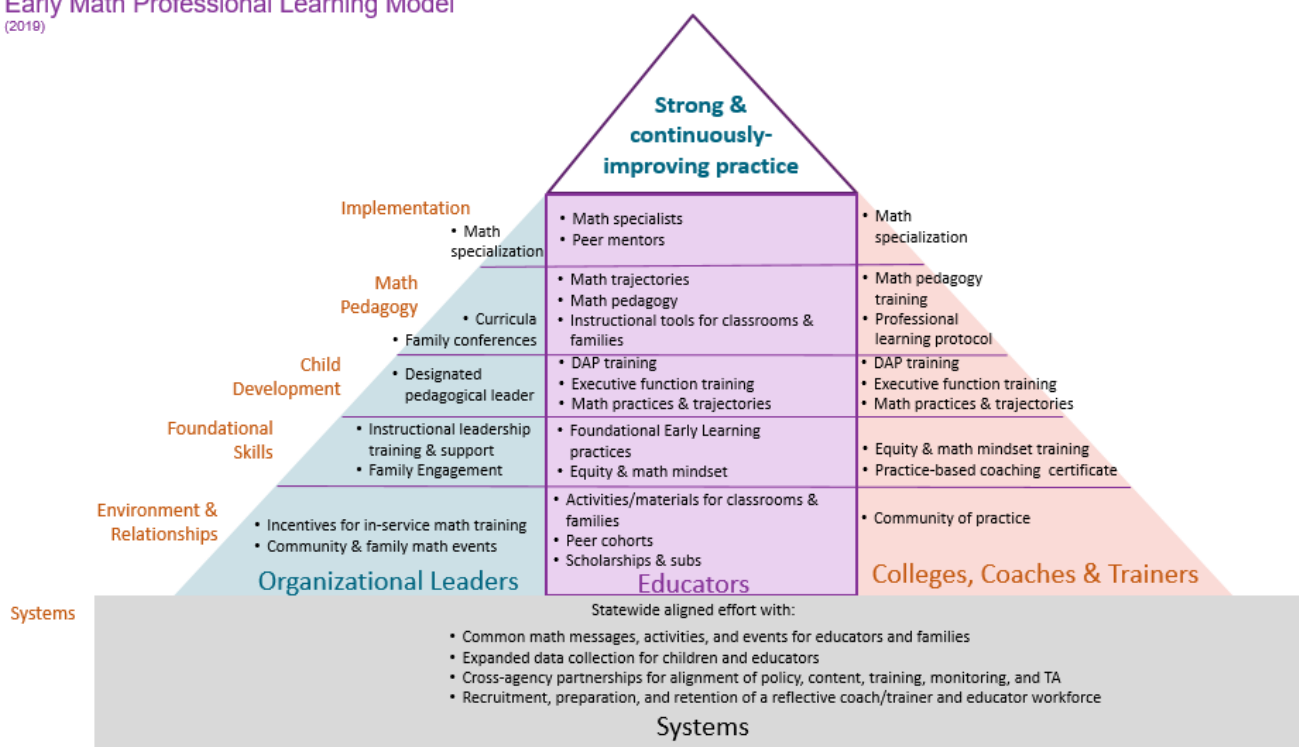 Early Math Professional Learning Model
(2019)
Strong &
continuously-
improving practice
Implementation
• Math
specialization
• Math specialists
• Peer mentors
• Math
specialization
Math
Pedagogy
• Curricula
• Family conferences
• Math trajectories
• Math pedagogy
• Instructional tools for classrooms &
families
• Math pedagogy
training
• Professional
learning protocol
Child
Development
• Designated
pedagogical leader
• DAP training
• Executive function training
• Math practices & trajectories
• DAP training
• Executive function training
• Math practices & trajectories
Foundational
Skills
• Instructional leadership
training & support
• Family Engagement
• Foundational Early Learning
practices
• Equity & math mindset
• Equity & math mindset training
• Practice-based coaching certificate
Environment &
Relationships
• Incentives for in-service math training
• Community & family math events
• Activities/materials for classrooms &
families
• Peer cohorts
• Scholarships & subs
• Community of practice
Organizational Leaders
Educators
Colleges, Coaches & Trainers
Systems
Statewide aligned effort with:
• Common math messages, activities, and events for educators and families
• Expanded data collection for children and educators
• Cross-agency partnerships for alignment of policy, content, training, monitoring, and TA
• Recruitment, preparation, and retention of a reflective coach/trainer and educator workforce
Systems